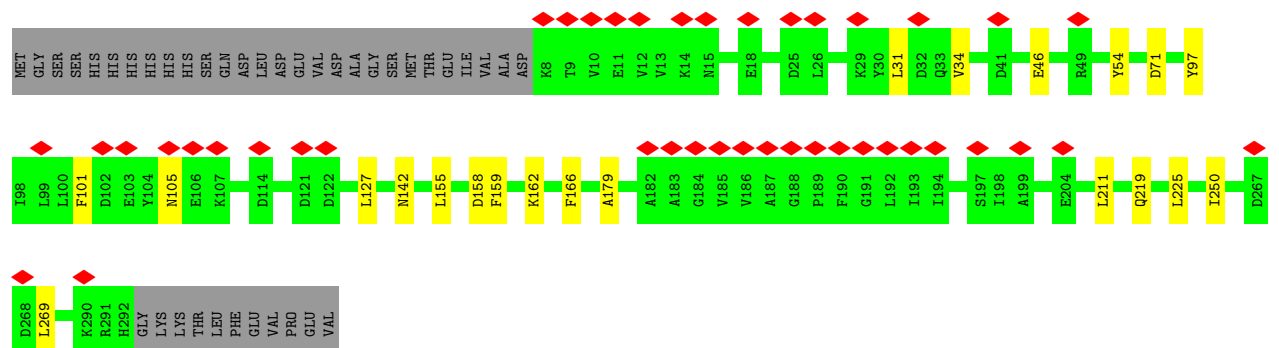 MET GLY SER SER HIS HIS HIS HIS HIS HIS SER GLN ASP LEU ASP GLU VAL ASP ALA GLY SER MET THR GLU ILE VAL ALA ASP K8 T9 V10 E11 V12 V13 K14 N15 E18 D25 L26 K29 Y30 L31 D32 Q33 V34 D41 E46 R49 Y54 D71 Y97
I98 L99 L100 F101 D102 E103 Y104 N105 E106 K107 D114 D121 D122 L127 N142 L155 D158 F159 K162 F166 A179 A182 A183 G184 V185 V186 A187 G188 P189 F190 G191 L192 I193 I194 S197 I198 A199 E204 L211 Q219 L225 I250 D267
D268 L269 K290 R291 H292 GLY LYS LYS THR LEU PHE GLU VAL PRO GLU VAL